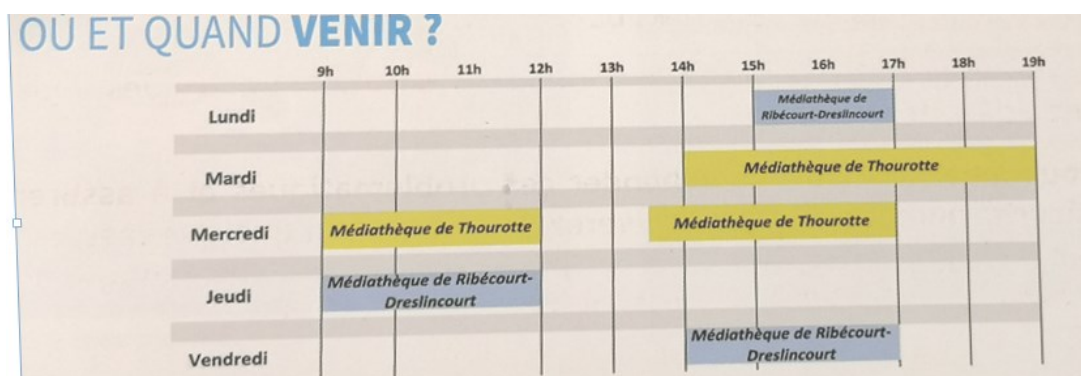 OÙ ET QUAND VENIR ?
9h 10h 11h 12h 13h 14h 15h 16h 17h 18h 19h
Lundi
Médiathèque de
Ribécourt-Dreslincourt
Mardi
Médiathèque de Thourotte
Mercredi
Médiathèque de Thourotte
Médiathèque de Thourotte
Jeudi
Médiathèque de Ribécourt-
Dreslincourt
Vendredi
Médiathèque de Ribécourt-
Dreslincourt